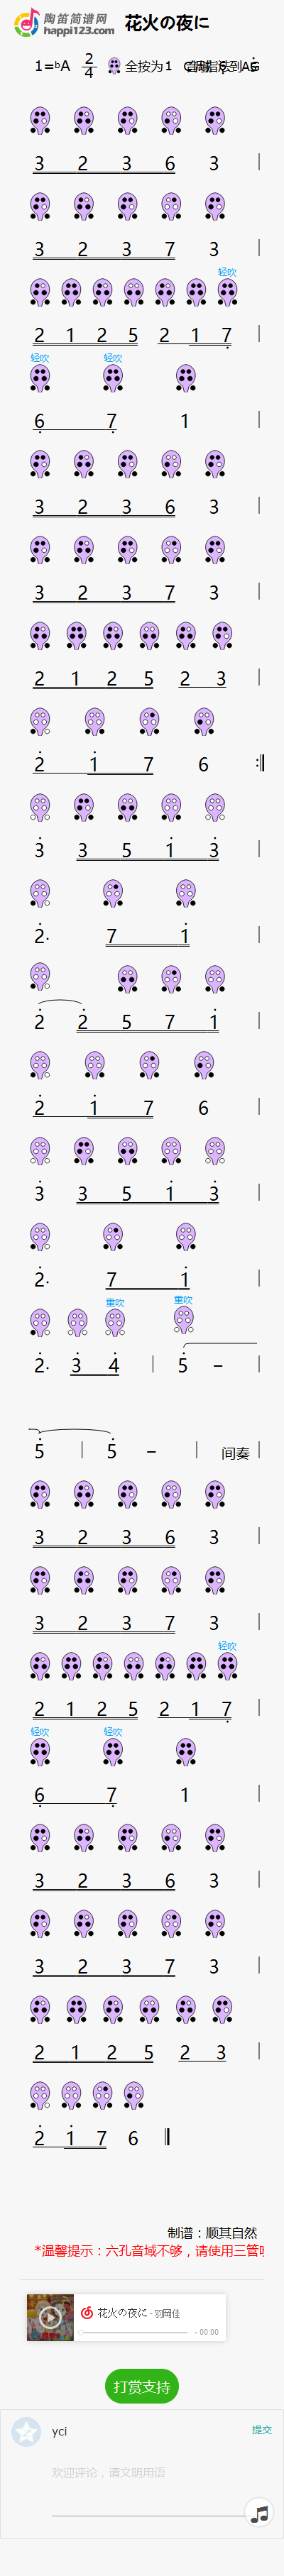 陶笛简谱网
happi123.com
花火の夜に
1=♭A 2/4 全按为1
3 2 3 6 3 |
3 2 3 7 3 |
轻吹
2 1 2 5 2 1 7̣
轻吹 轻吹
6̣ 7̣ 1 |
3 2 3 6 3 |
3 2 3 7 3 |
2 1 2 5 2 3 |
2̇ 1̇ 7 6 :‖
3̇ 3 5 1̇ 3̇ |
2̇· 7 1̇ |
2̇ 2̇ 5 7 1̇ |
2̇ 1̇ 7 6 |
3̇ 3 5 1̇ 3̇ |
2̇· 7 1̇ |
重吹 重吹
2̇· 3̇ 4̇ | 5̇ – |
5̇ | 5̇ – | 间奏 |
3 2 3 6 3 |
3 2 3 7 3 |
轻吹
2 1 2 5 2 1 7̣ |
轻吹 轻吹
6̣ 7̣ 1 |
3 2 3 6 3 |
3 2 3 7 3 |
2 1 2 5 2 3 |
2̇ 1̇ 7 6 ‖
制谱：顺其自然
*温馨提示：六孔音域不够，请使用三管
花火の夜に - 羽岡佳
- 00:00
打赏支持
yci
提交
欢迎评论，请文明用语